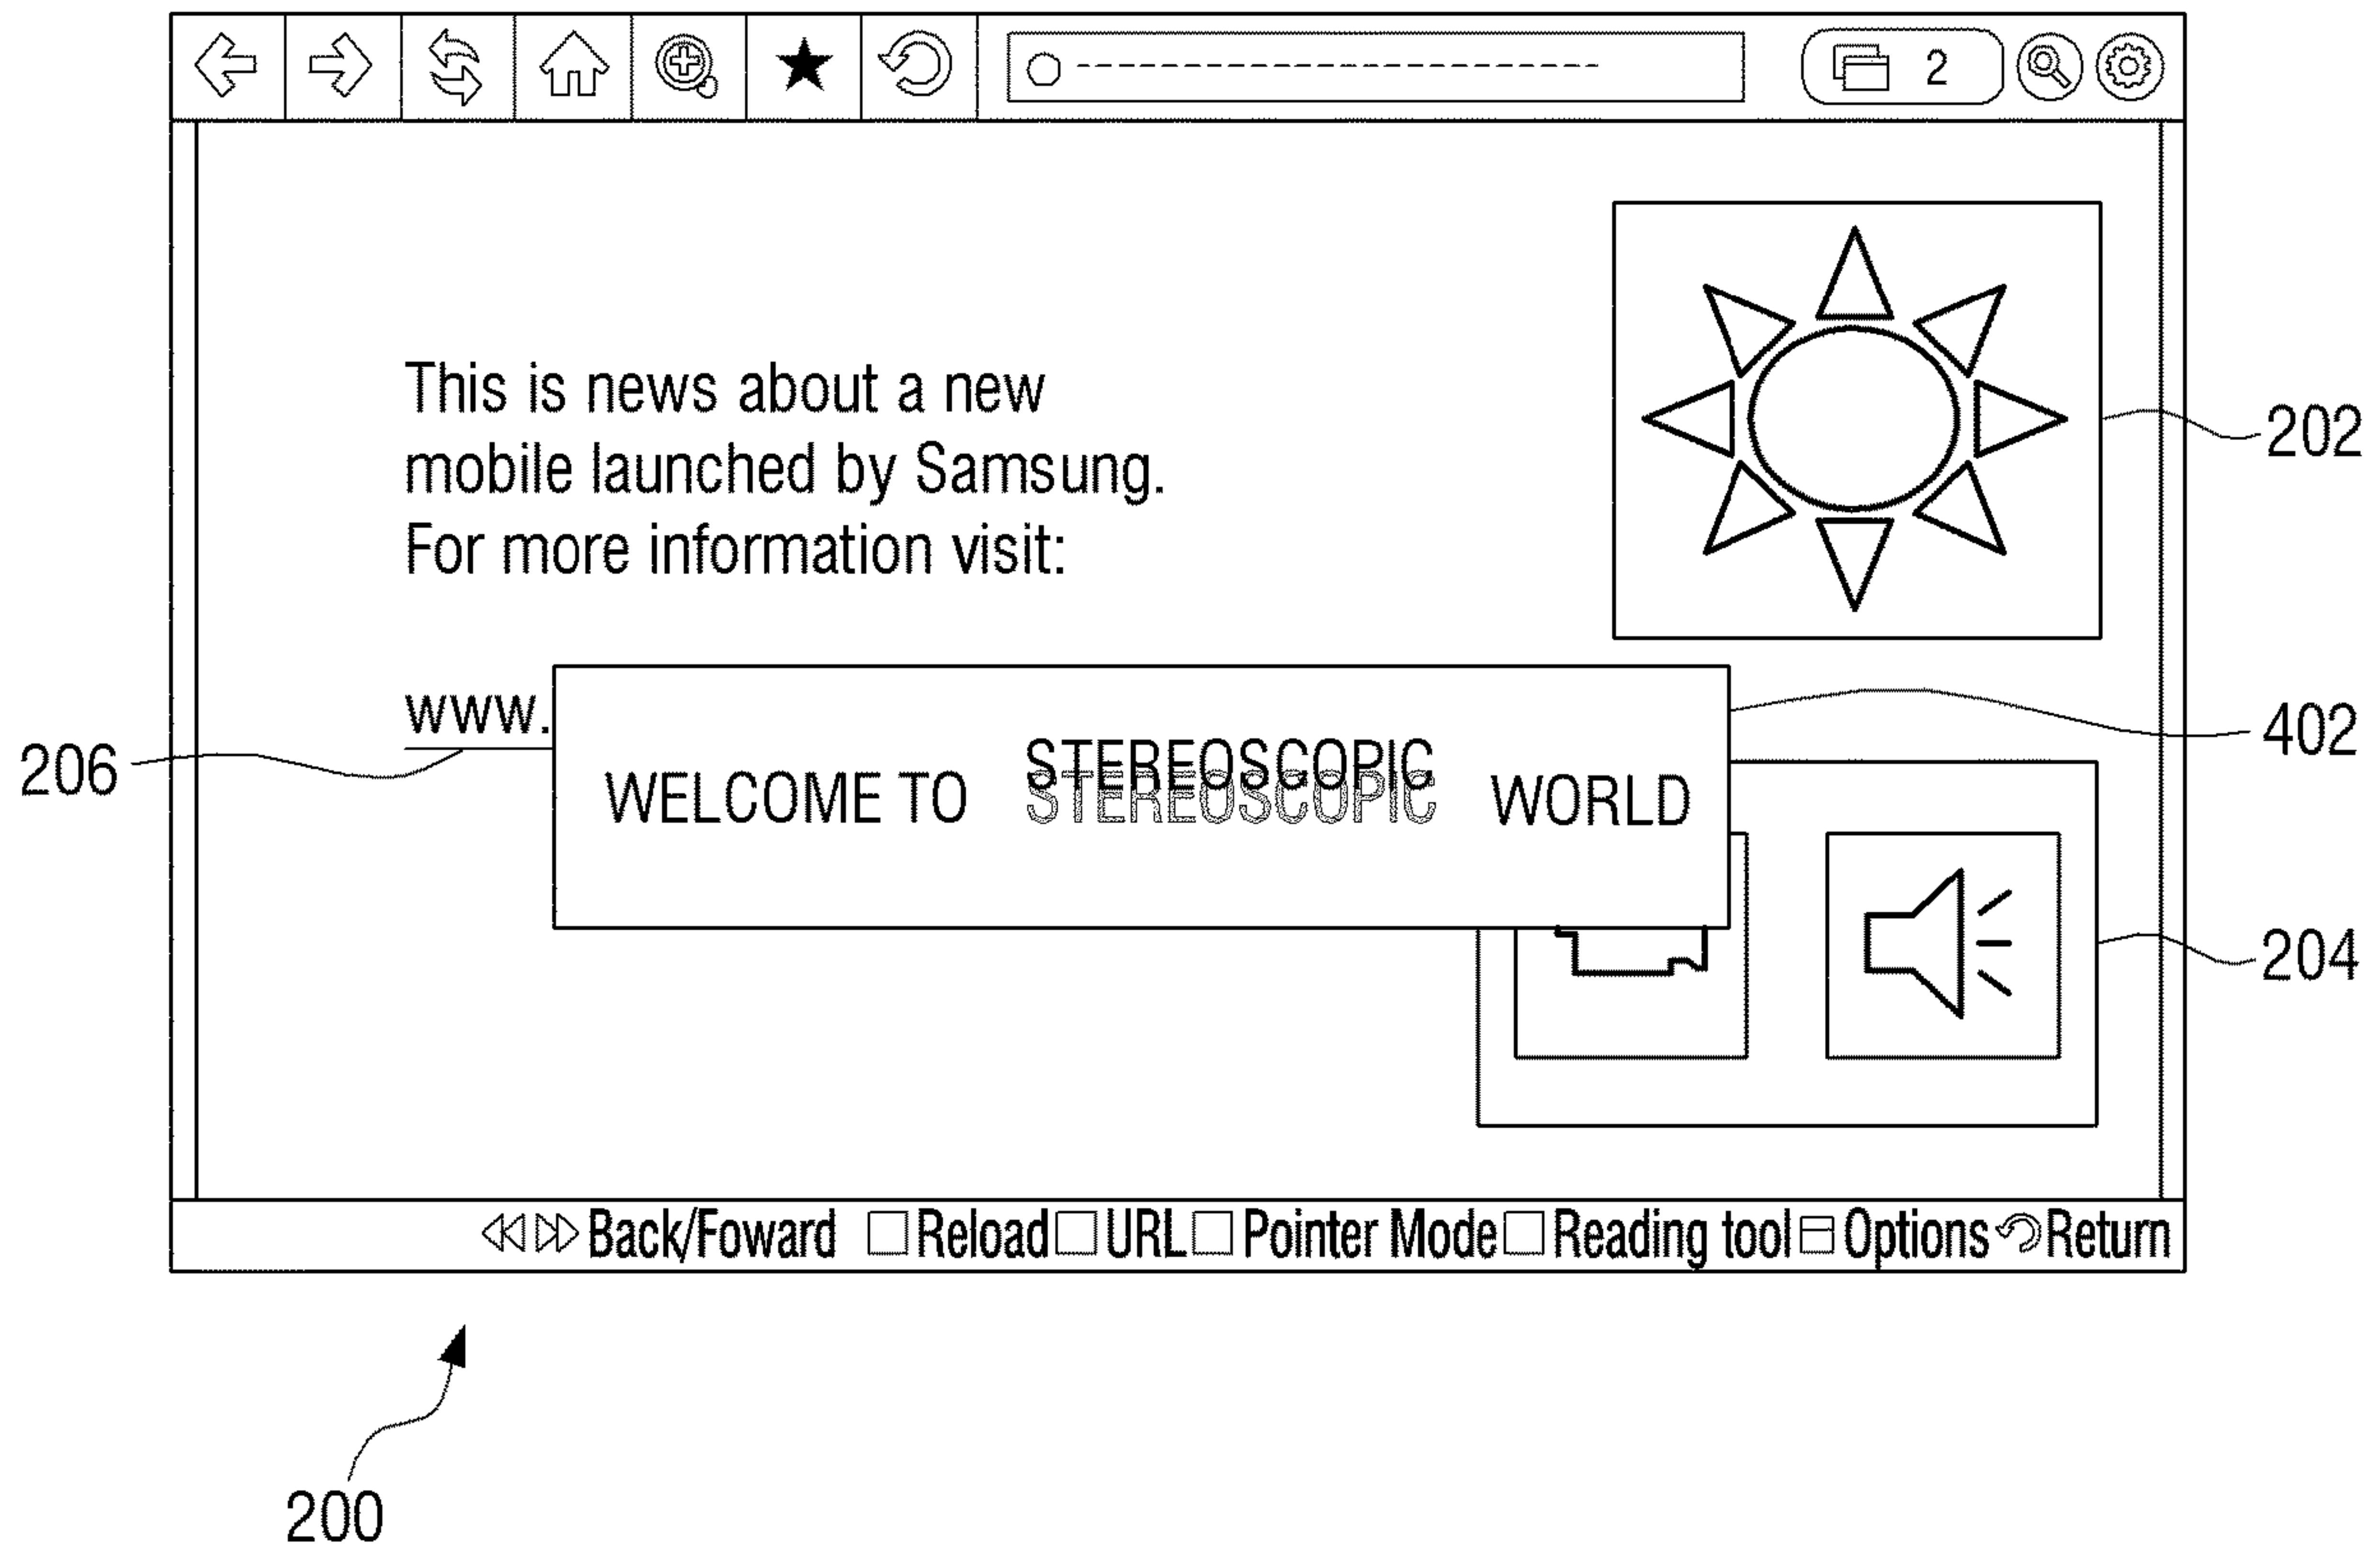 2
This is news about a new
mobile launched by Samsung.
For more information visit:
202
www.
402
206
WELCOME TO STEREOSCOPIC WORLD
STEREOSCOPIC
204
Back/Foward Reload URL Pointer Mode Reading tool Options Return
200